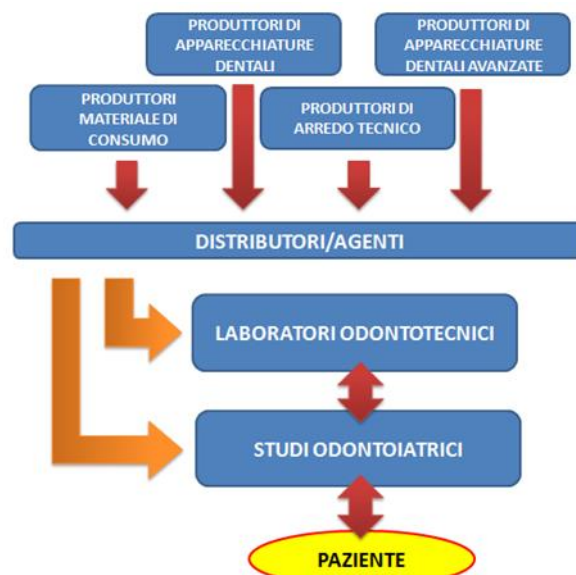 PRODUTTORI DI
APPARECCHIATURE
DENTALI
PRODUTTORI DI
APPARECCHIATURE
DENTALI AVANZATE
PRODUTTORI
MATERIALE DI
CONSUMO
PRODUTTORI DI
ARREDO TECNICO
DISTRIBUTORI/AGENTI
LABORATORI ODONTOTECNICI
STUDI ODONTOIATRICI
PAZIENTE